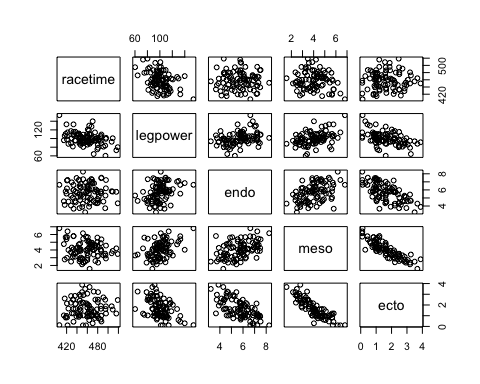 60 100
2 4 6
racetime
420 500
60 120
legpower
endo
4 6 8
2 4 6
meso
ecto
0 2 4
420 480
4 6 8
0 1 2 3 4